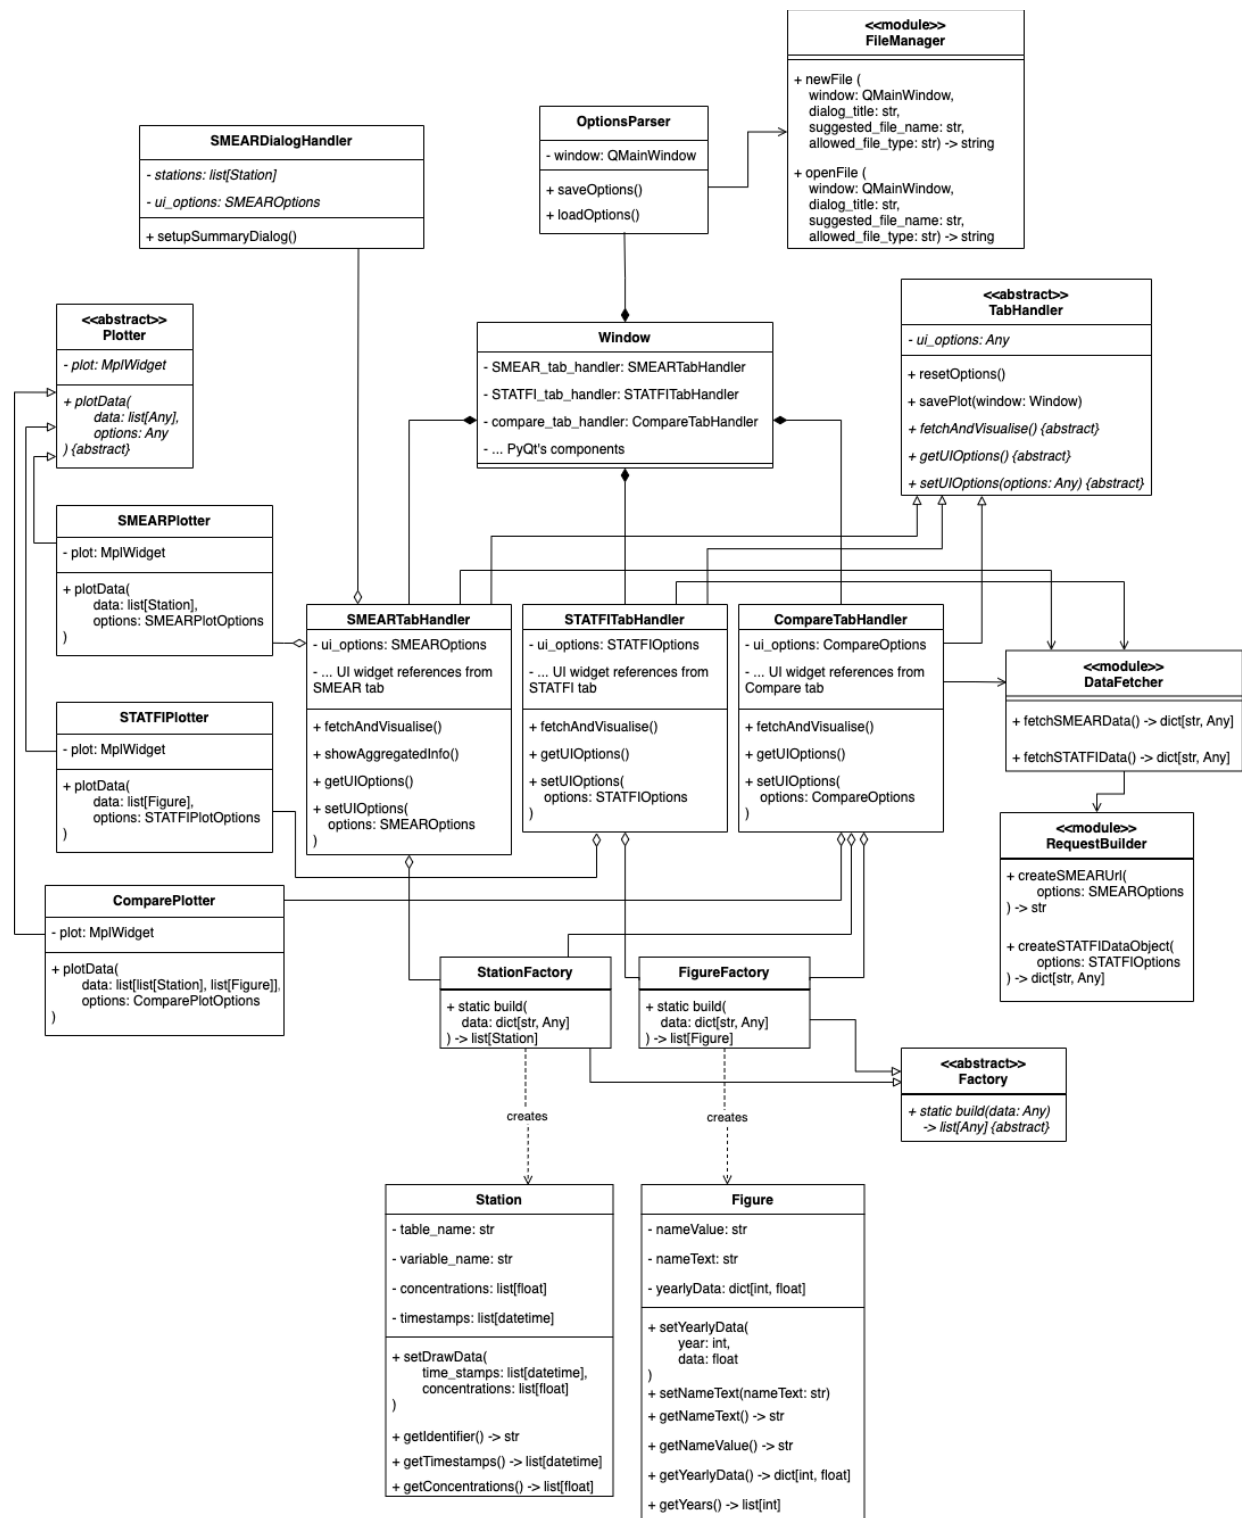 <<module>>
FileManager
+ newFile (
window: QMainWindow,
dialog_title: str,
suggested_file_name: str,
allowed_file_type: str) -> string
+ openFile (
window: QMainWindow,
dialog_title: str,
suggested_file_name: str,
allowed_file_type: str) -> string
OptionsParser
- window: QMainWindow
+ saveOptions()
+ loadOptions()
SMEARDialogHandler
- stations: list[Station]
- ui_options: SMEAROptions
+ setupSummaryDialog()
<<abstract>>
Plotter
- plot: MplWidget
+ plotData(
data: list[Any],
options: Any
) {abstract}
Window
- SMEAR_tab_handler: SMEARTabHandler
- STATFI_tab_handler: STATFITabHandler
- compare_tab_handler: CompareTabHandler
- ... PyQt's components
<<abstract>>
TabHandler
- ui_options: Any
+ resetOptions()
+ savePlot(window: Window)
+ fetchAndVisualise() {abstract}
+ getUIOptions() {abstract}
+ setUIOptions(options: Any) {abstract}
SMEARPlotter
- plot: MplWidget
+ plotData(
data: list[Station],
options: SMEARPlotOptions
)
SMEARTabHandler
- ui_options: SMEAROptions
- ... UI widget references from
SMEAR tab
+ fetchAndVisualise()
+ showAggregatedInfo()
+ getUIOptions()
+ setUIOptions(
options: SMEAROptions
)
STATFITabHandler
- ui_options: STATFIOptions
- ... UI widget references from
STATFI tab
+ fetchAndVisualise()
+ getUIOptions()
+ setUIOptions(
options: STATFIOptions
)
CompareTabHandler
- ui_options: CompareOptions
- ... UI widget references from
Compare tab
+ fetchAndVisualise()
+ getUIOptions()
+ setUIOptions(
options: CompareOptions
)
<<module>>
DataFetcher
+ fetchSMEARData() -> dict[str, Any]
+ fetchSTATFIData() -> dict[str, Any]
STATFIPlotter
- plot: MplWidget
+ plotData(
data: list[Figure],
options: STATFIPlotOptions
)
<<module>>
RequestBuilder
+ createSMEARUrl(
options: SMEAROptions
) -> str
+ createSTATFIDataObject(
options: STATFIOptions
) -> dict[str, Any]
ComparePlotter
- plot: MplWidget
+ plotData(
data: list[list[Station], list[Figure]],
options: ComparePlotOptions
)
StationFactory
+ static build(
data: dict[str, Any]
) -> list[Station]
FigureFactory
+ static build(
data: dict[str, Any]
) -> list[Figure]
<<abstract>>
Factory
+ static build(data: Any)
-> list[Any] {abstract}
creates
creates
Station
- table_name: str
- variable_name: str
- concentrations: list[float]
- timestamps: list[datetime]
+ setDrawData(
time_stamps: list[datetime],
concentrations: list[float]
)
+ getIdentifier() -> str
+ getTimestamps() -> list[datetime]
+ getConcentrations() -> list[float]
Figure
- nameValue: str
- nameText: str
- yearlyData: dict[int, float]
+ setYearlyData(
year: int,
data: float
)
+ setNameText(nameText: str)
+ getNameText() -> str
+ getNameValue() -> str
+ getYearlyData() -> dict[int, float]
+ getYears() -> list[int]